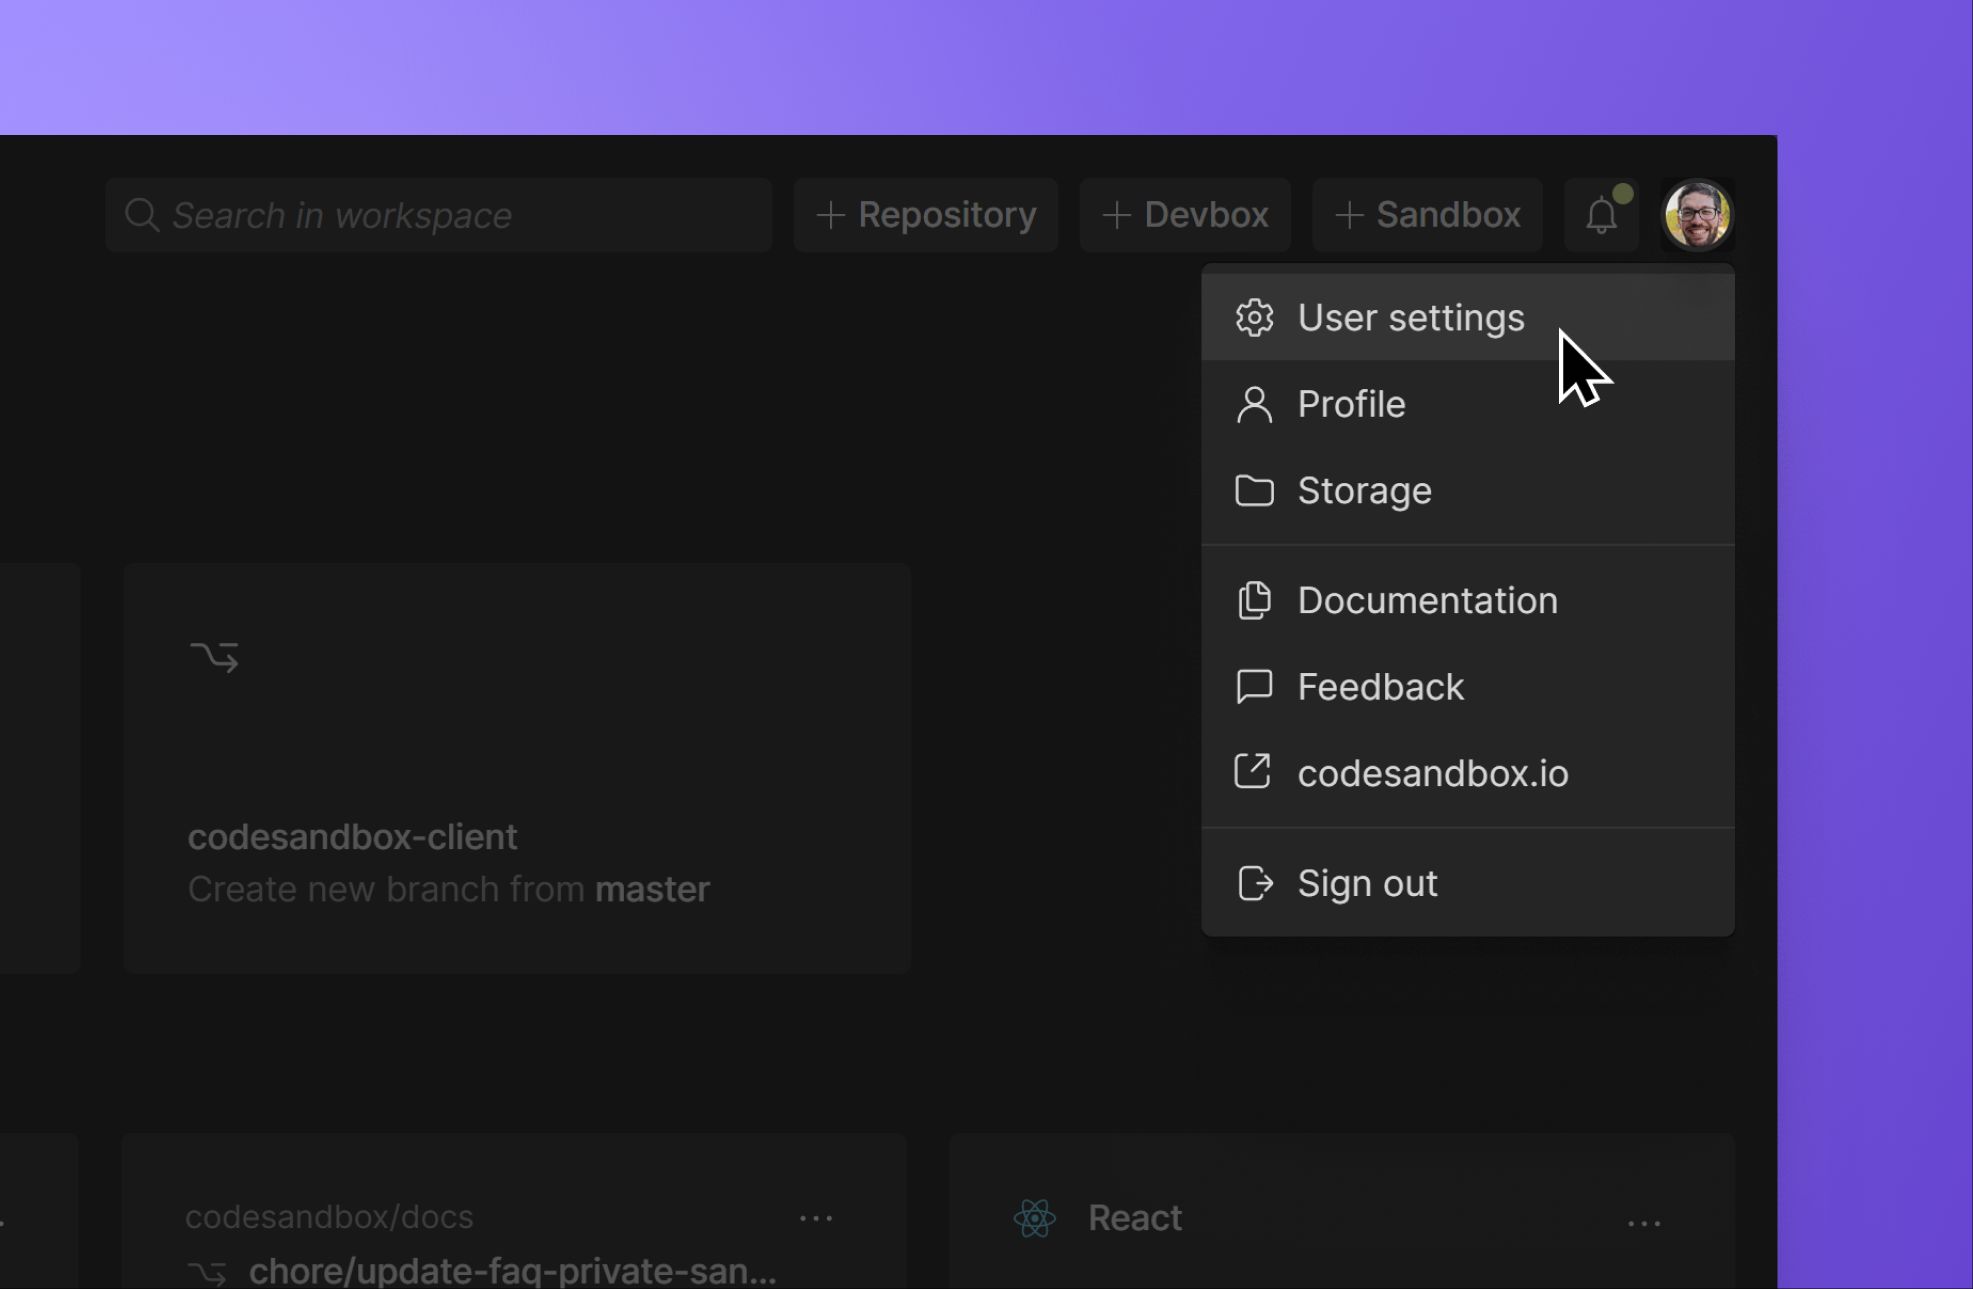 Search in workspace
Repository
Devbox
Sandbox
User settings
Profile
Storage
Documentation
Feedback
codesandbox.io
Sign out
codesandbox-client
Create new branch from master
codesandbox/docs
...
chore/update-faq-private-san...
React
...